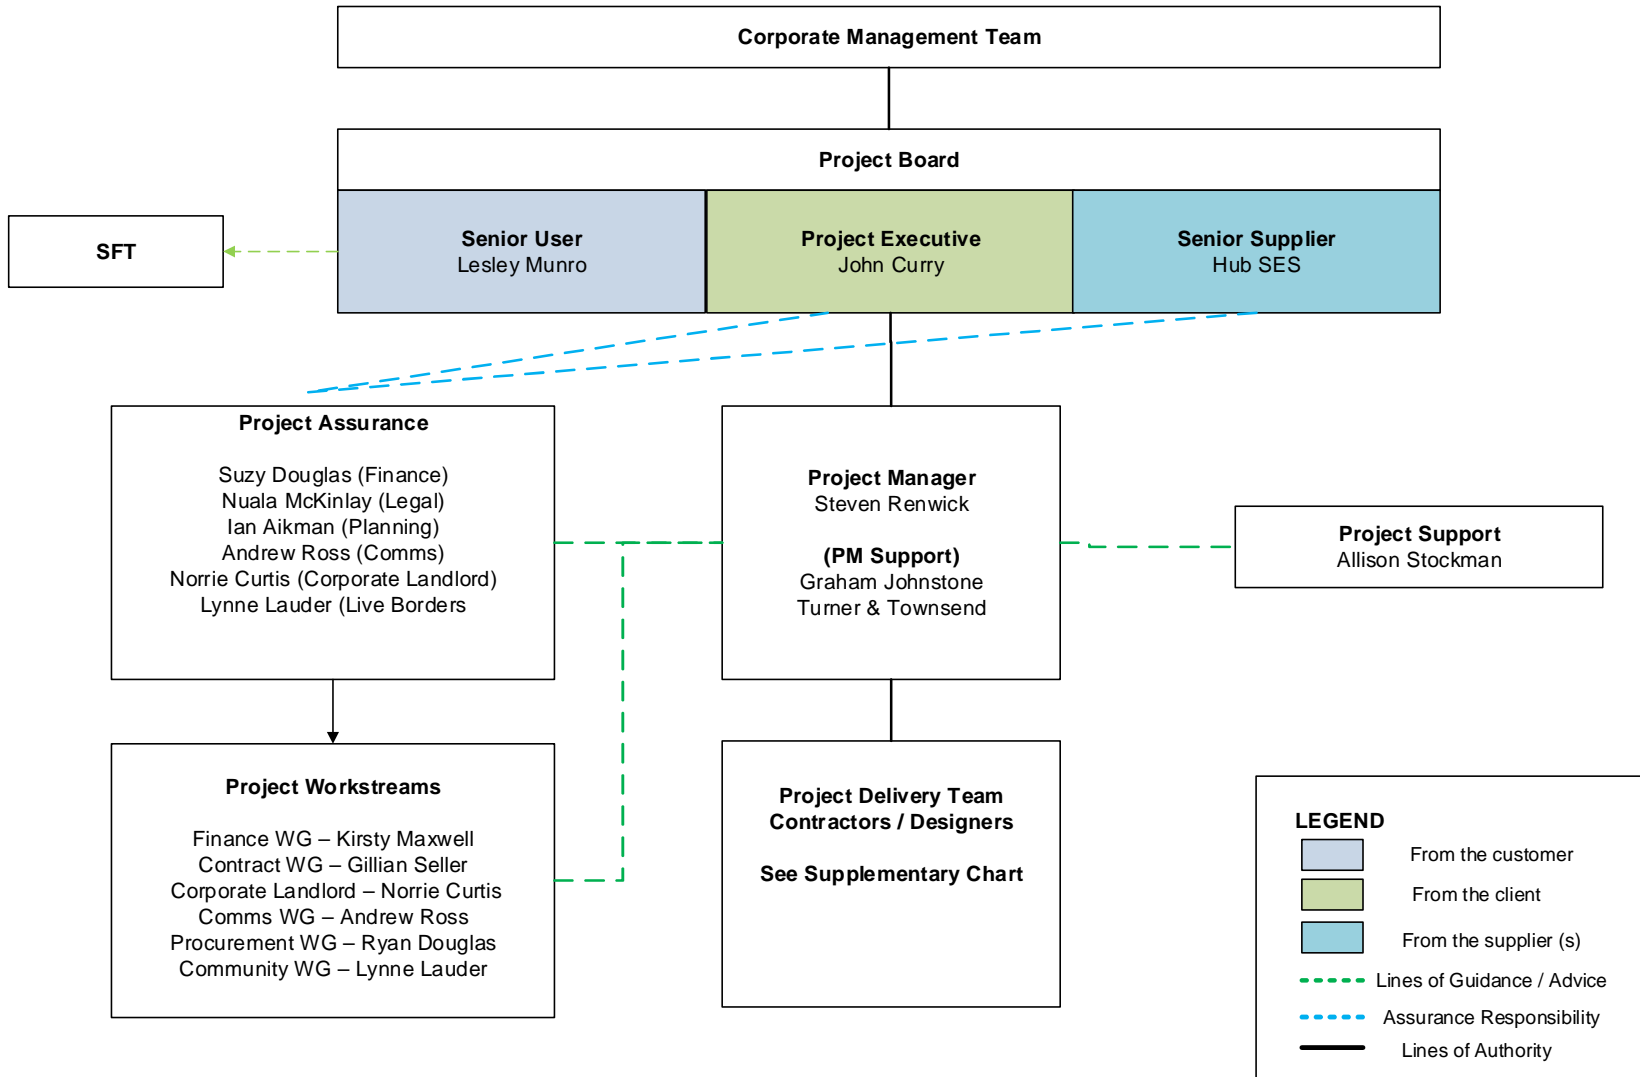 Corporate Management Team
Project Board
SFT
Senior User
Lesley Munro
Project Executive
John Curry
Senior Supplier
Hub SES
Project Assurance
Suzy Douglas (Finance)
Nuala McKinlay (Legal)
Ian Aikman (Planning)
Andrew Ross (Comms)
Norrie Curtis (Corporate Landlord)
Lynne Lauder (Live Borders
Project Manager
Steven Renwick
(PM Support)
Graham Johnstone
Turner & Townsend
Project Support
Allison Stockman
Project Workstreams
Finance WG – Kirsty Maxwell
Contract WG – Gillian Seller
Corporate Landlord – Norrie Curtis
Comms WG – Andrew Ross
Procurement WG – Ryan Douglas
Community WG – Lynne Lauder
Project Delivery Team
Contractors / Designers
See Supplementary Chart
LEGEND
From the customer
From the client
From the supplier (s)
Lines of Guidance / Advice
Assurance Responsibility
Lines of Authority